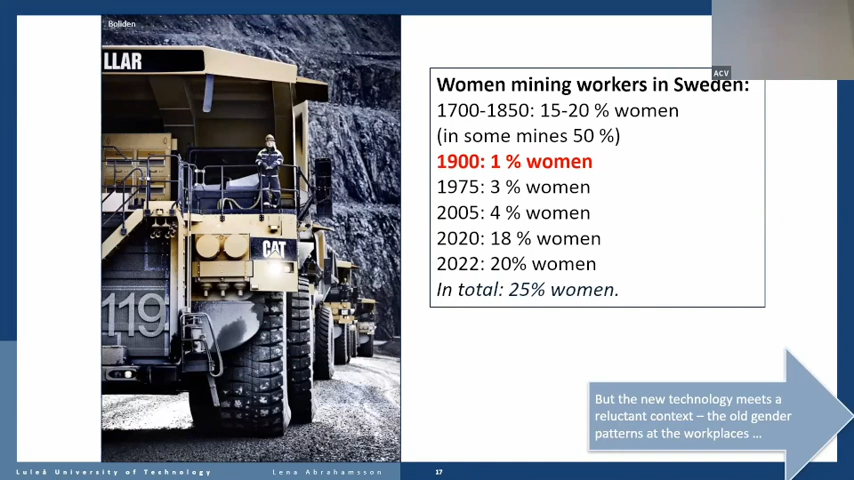 Boliden
LLAR
CAT
119
ACV
Women mining workers in Sweden:
1700-1850: 15-20 % women
(in some mines 50 %)
1900: 1 % women
1975: 3 % women
2005: 4 % women
2020: 18 % women
2022: 20% women
In total: 25% women.
But the new technology meets a
reluctant context – the old gender
patterns at the workplaces …
Luleå University of Technology
Lena Abrahamsson
17